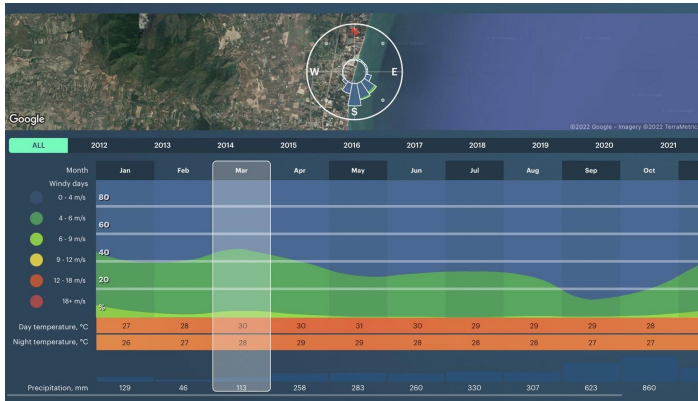 W E
S
Google
©2022 Google - Imagery ©2022 TerraMetric
ALL 2012 2013 2014 2015 2016 2017 2018 2019 2020 2021
Month Jan Feb Mar Apr May Jun Jul Aug Sep Oct
Windy days
0 - 4 m/s 80
4 - 6 m/s
60
6 - 9 m/s
9 - 12 m/s 40
12 - 18 m/s 20
18+ m/s
%
Day temperature, °C 27 28 30 30 31 30 29 29 29 28
Night temperature, °C 26 27 28 29 29 28 28 28 27 27
Precipitation, mm 129 46 113 258 283 260 330 307 623 860